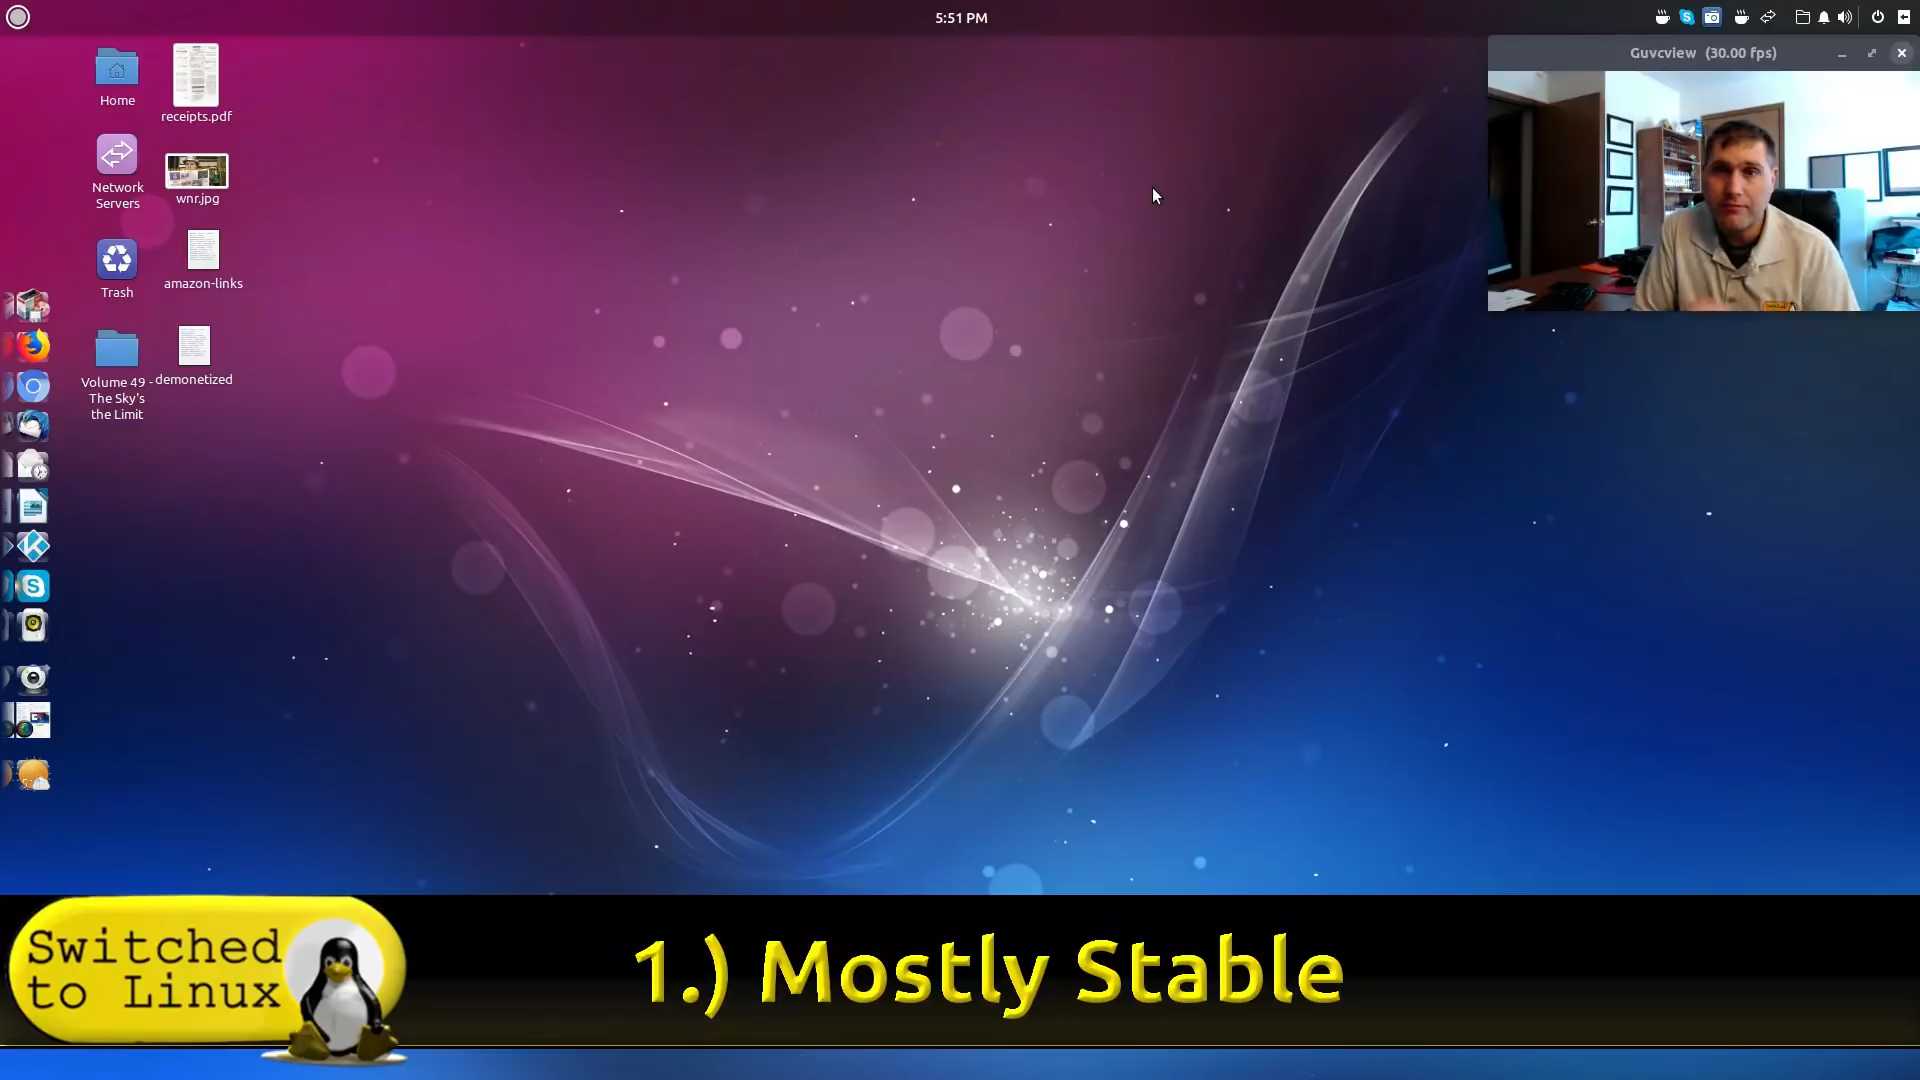 5:51 PM
Guvcview (30.00 fps)
Home
receipts.pdf
Network
Servers
wnr.jpg
Trash
amazon-links
Volume 49 -
The Sky's
the Limit
demonetized
Switched
to Linux
1.) Mostly Stable